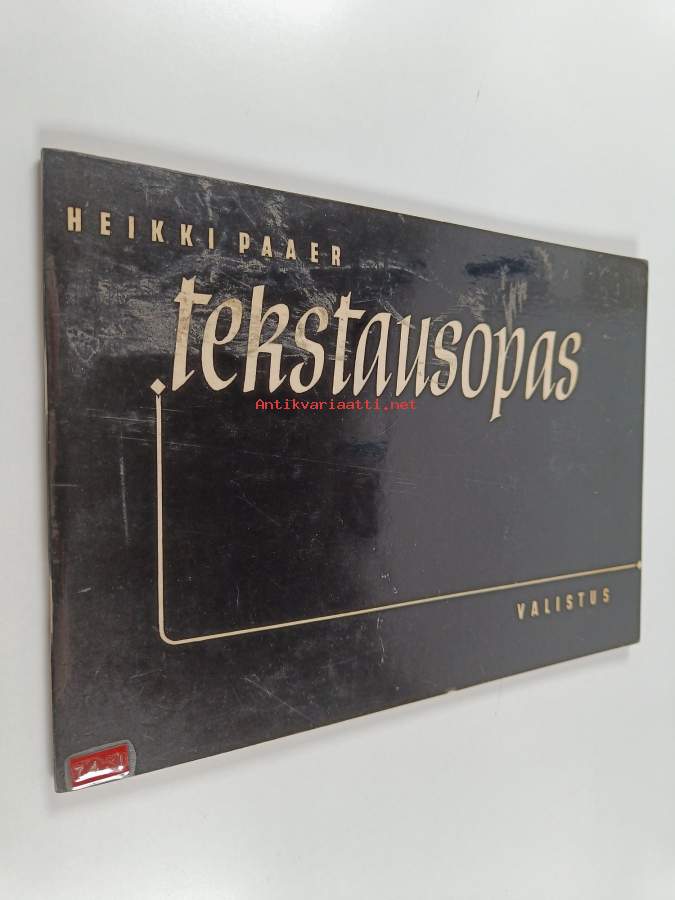 HEIKKI PAAER
tekstausopas
Antikvariaatti.net
VALISTUS